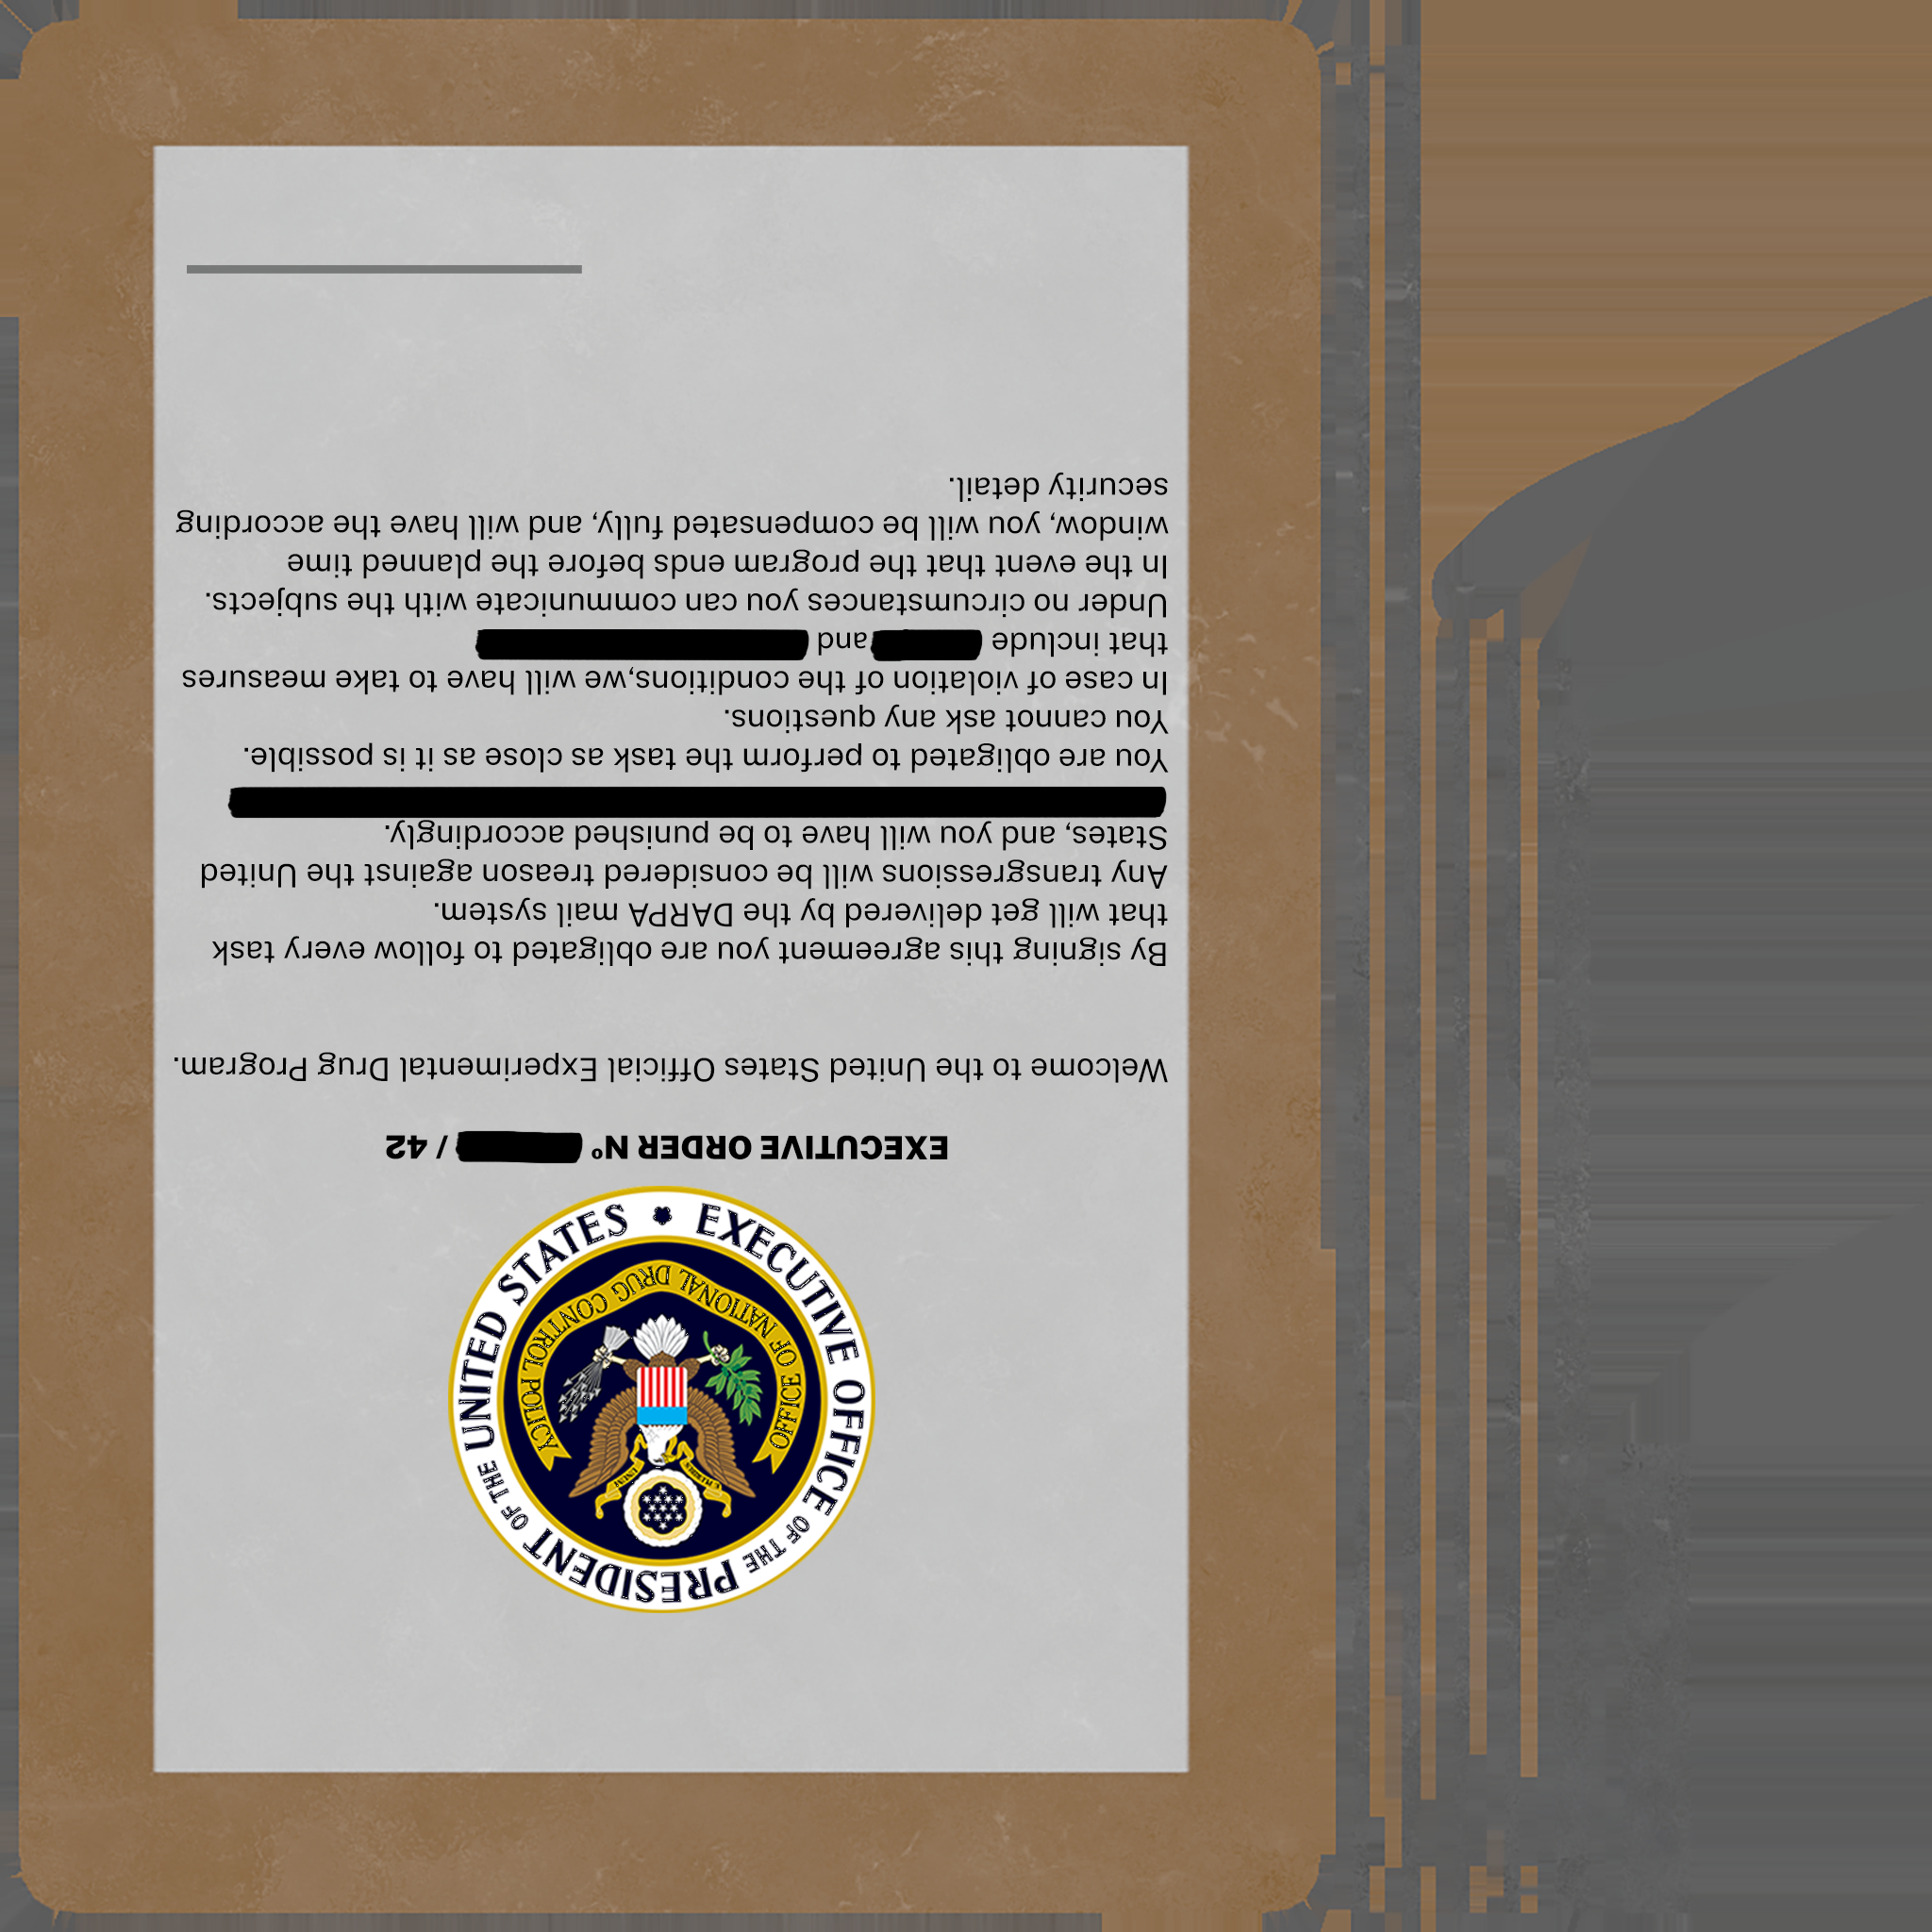 EXECUTIVE OFFICE OF THE PRESIDENT OF THE UNITED STATES
OFFICE OF NATIONAL DRUG CONTROL POLICY
EXECUTIVE ORDER Nº / 42
Welcome to the United States Official Experimental Drug Program.
By signing this agreement you are obligated to follow every task
that will get delivered by the DARPA mail system.
Any transgressions will be considered treason against the United
States, and you will have to be punished accordingly.
You are obligated to perform the task as close as it is possible.
You cannot ask any questions.
In case of violation of the conditions,we will have to take measures
that include and
Under no circumstances you can communicate with the subjects.
In the event that the program ends before the planned time
window, you will be compensated fully, and will have the according
security detail.